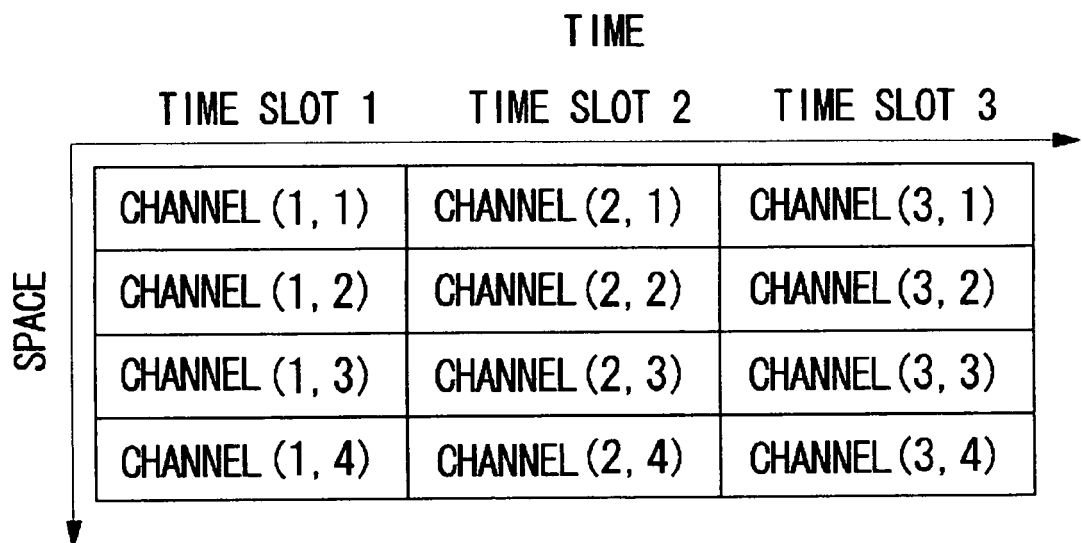 TIME
TIME SLOT 1 TIME SLOT 2 TIME SLOT 3
SPACE
CHANNEL (1, 1) CHANNEL (2, 1) CHANNEL (3, 1)
CHANNEL (1, 2) CHANNEL (2, 2) CHANNEL (3, 2)
CHANNEL (1, 3) CHANNEL (2, 3) CHANNEL (3, 3)
CHANNEL (1, 4) CHANNEL (2, 4) CHANNEL (3, 4)